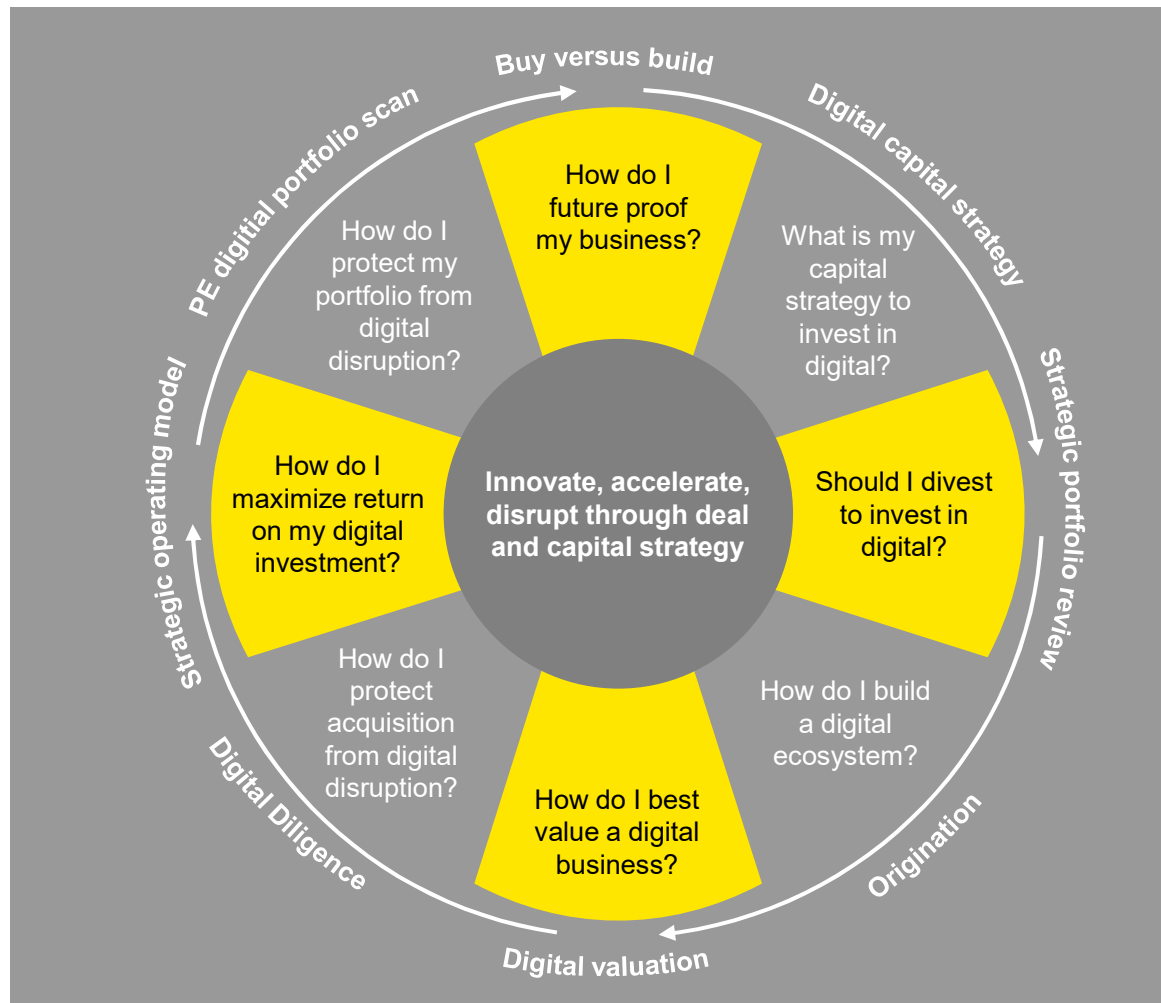 Buy versus build
Digital capital strategy
Strategic portfolio review
Origination
Digital valuation
Digital Diligence
Strategic operating model
PE digitial portfolio scan
How do I
future proof
my business?
What is my
capital
strategy to
invest in
digital?
Should I divest
to invest in
digital?
How do I build
a digital
ecosystem?
How do I best
value a digital
business?
How do I
protect
acquisition
from digital
disruption?
How do I
maximize return
on my digital
investment?
How do I
protect my
portfolio from
digital
disruption?
Innovate, accelerate,
disrupt through deal
and capital strategy